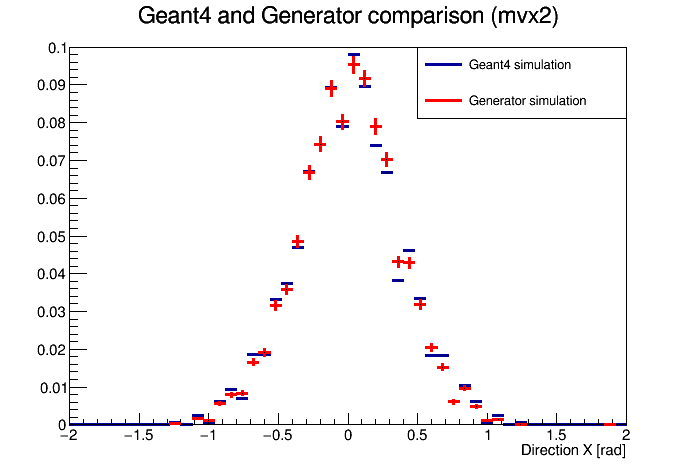 Geant4 and Generator comparison (mvx2)
Geant4 simulation
Generator simulation
0.1
0.09
0.08
0.07
0.06
0.05
0.04
0.03
0.02
0.01
0
−2 −1.5 −1 −0.5 0 0.5 1 1.5 2
Direction X [rad]